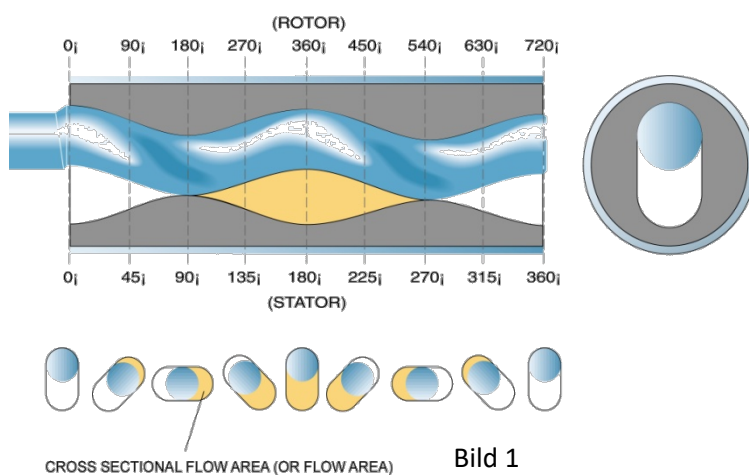 (ROTOR)
0¡ 90¡ 180¡ 270¡ 360¡ 450¡ 540¡ 630¡ 720¡
0¡ 45¡ 90¡ 135¡ 180¡ 225¡ 270¡ 315¡ 360¡
(STATOR)
CROSS SECTIONAL FLOW AREA (OR FLOW AREA)
Bild 1